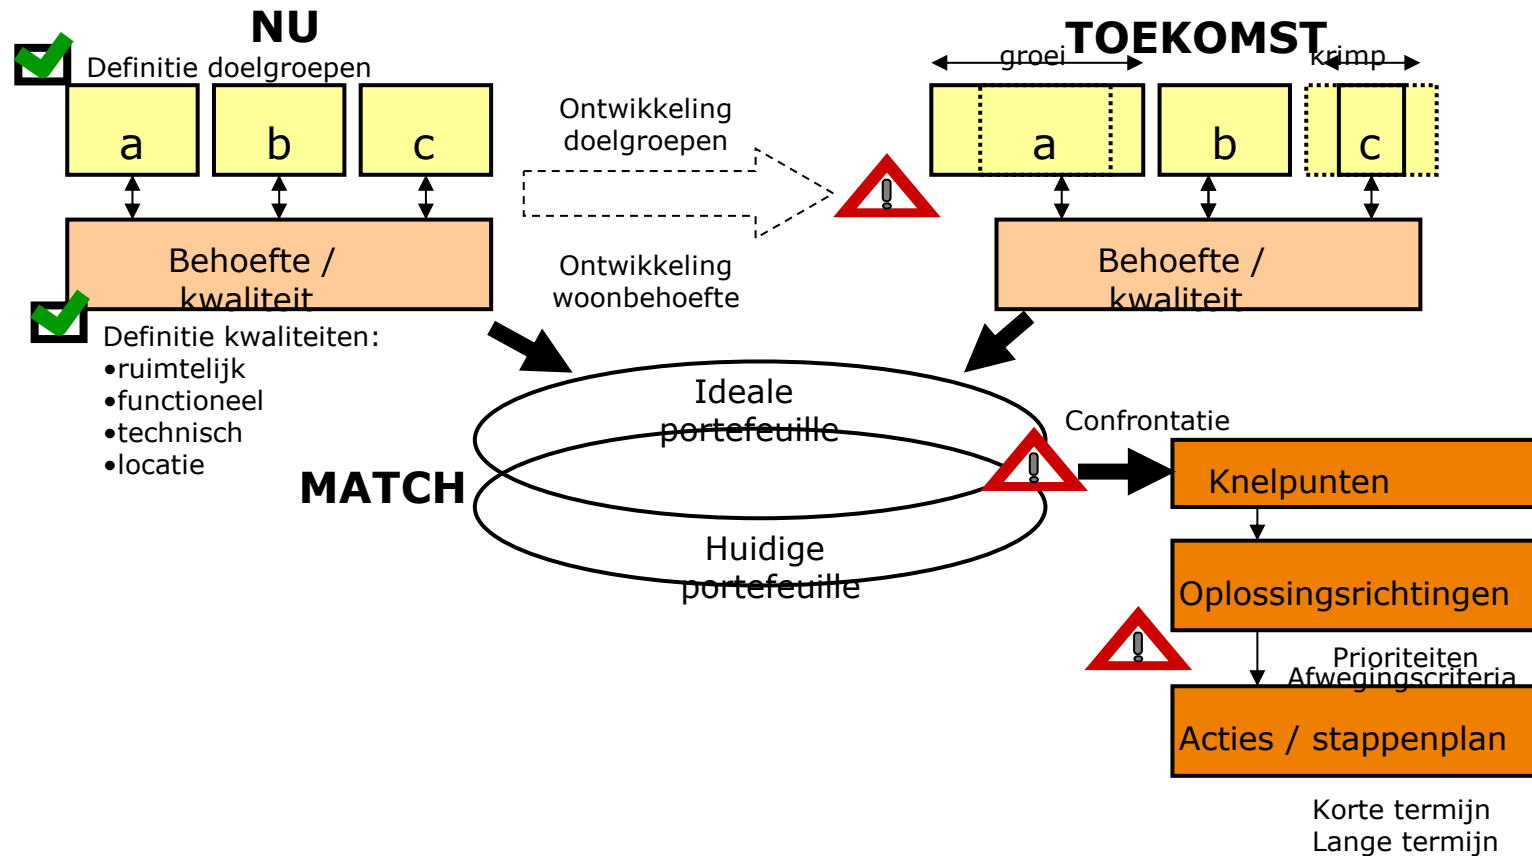 NU
Definitie doelgroepen
a
b
c
Behoefte /
kwaliteit
Definitie kwaliteiten:
•ruimtelijk
•functioneel
•technisch
•locatie
Ontwikkeling
doelgroepen
Ontwikkeling
woonbehoefte
TOEKOMST
groei
krimp
a
b
c
Behoefte /
kwaliteit
MATCH
Ideale
portefeuille
Huidige
portefeuille
Confrontatie
Knelpunten
Oplossingsrichtingen
Prioriteiten
Afwegingscriteria
Acties / stappenplan
Korte termijn
Lange termijn